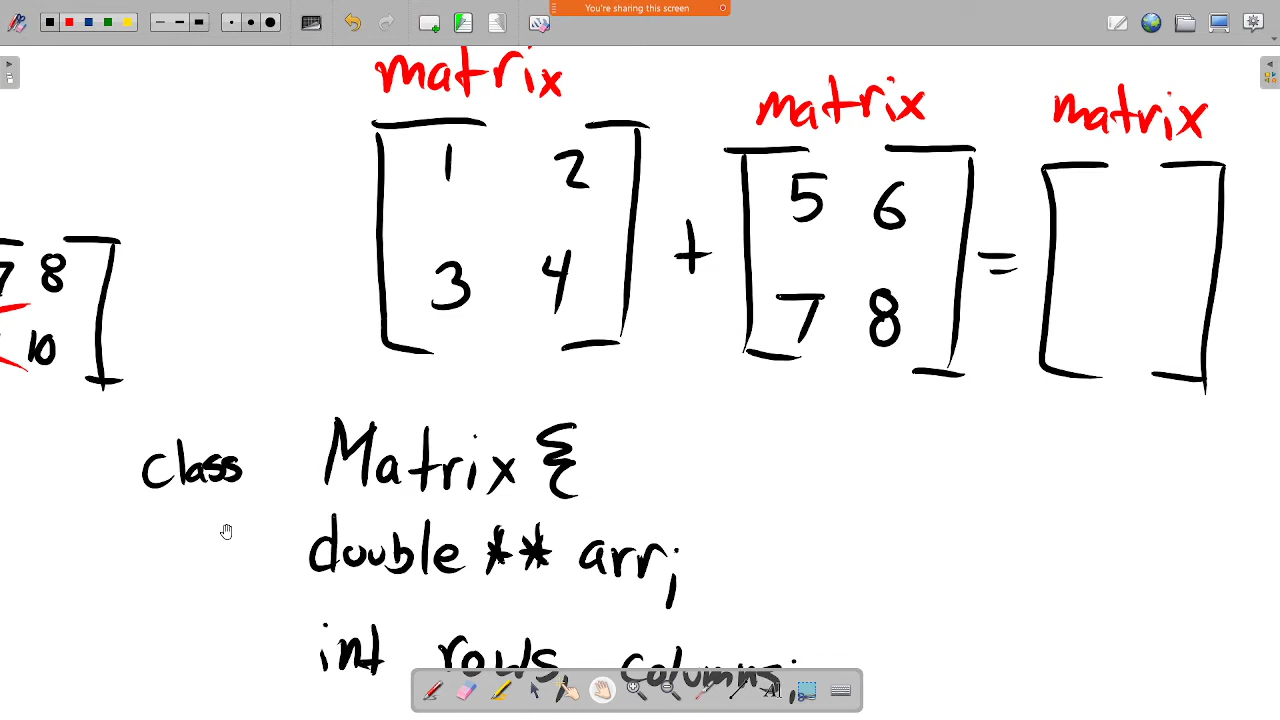 You're sharing this screen
matrix matrix matrix
1 2 5 6
+ =
3 4 7 8
7 8
10
class Matrix {
double ** arr;
int rows, columns;